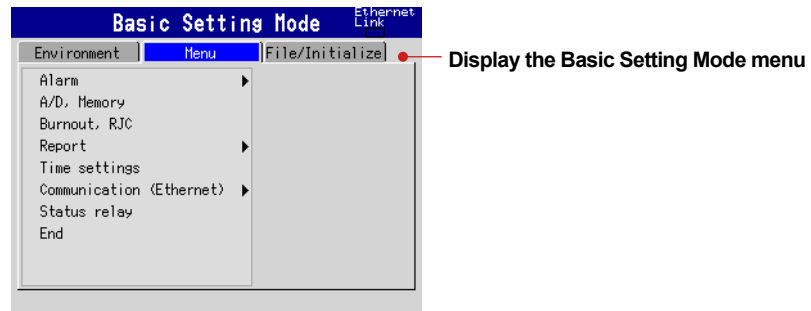 Basic Setting Mode
Ethernet
Link
Environment Menu File/Initialize
Display the Basic Setting Mode menu
Alarm
A/D, Memory
Burnout, RJC
Report
Time settings
Communication (Ethernet)
Status relay
End